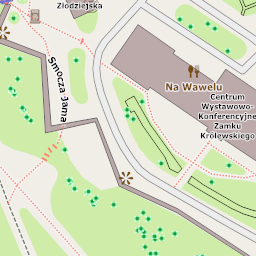 Złodziejska
Smocza Jama
Na Wawelu
Centrum
Wystawowo-
Konferencyjne
Zamku
Królewskiego